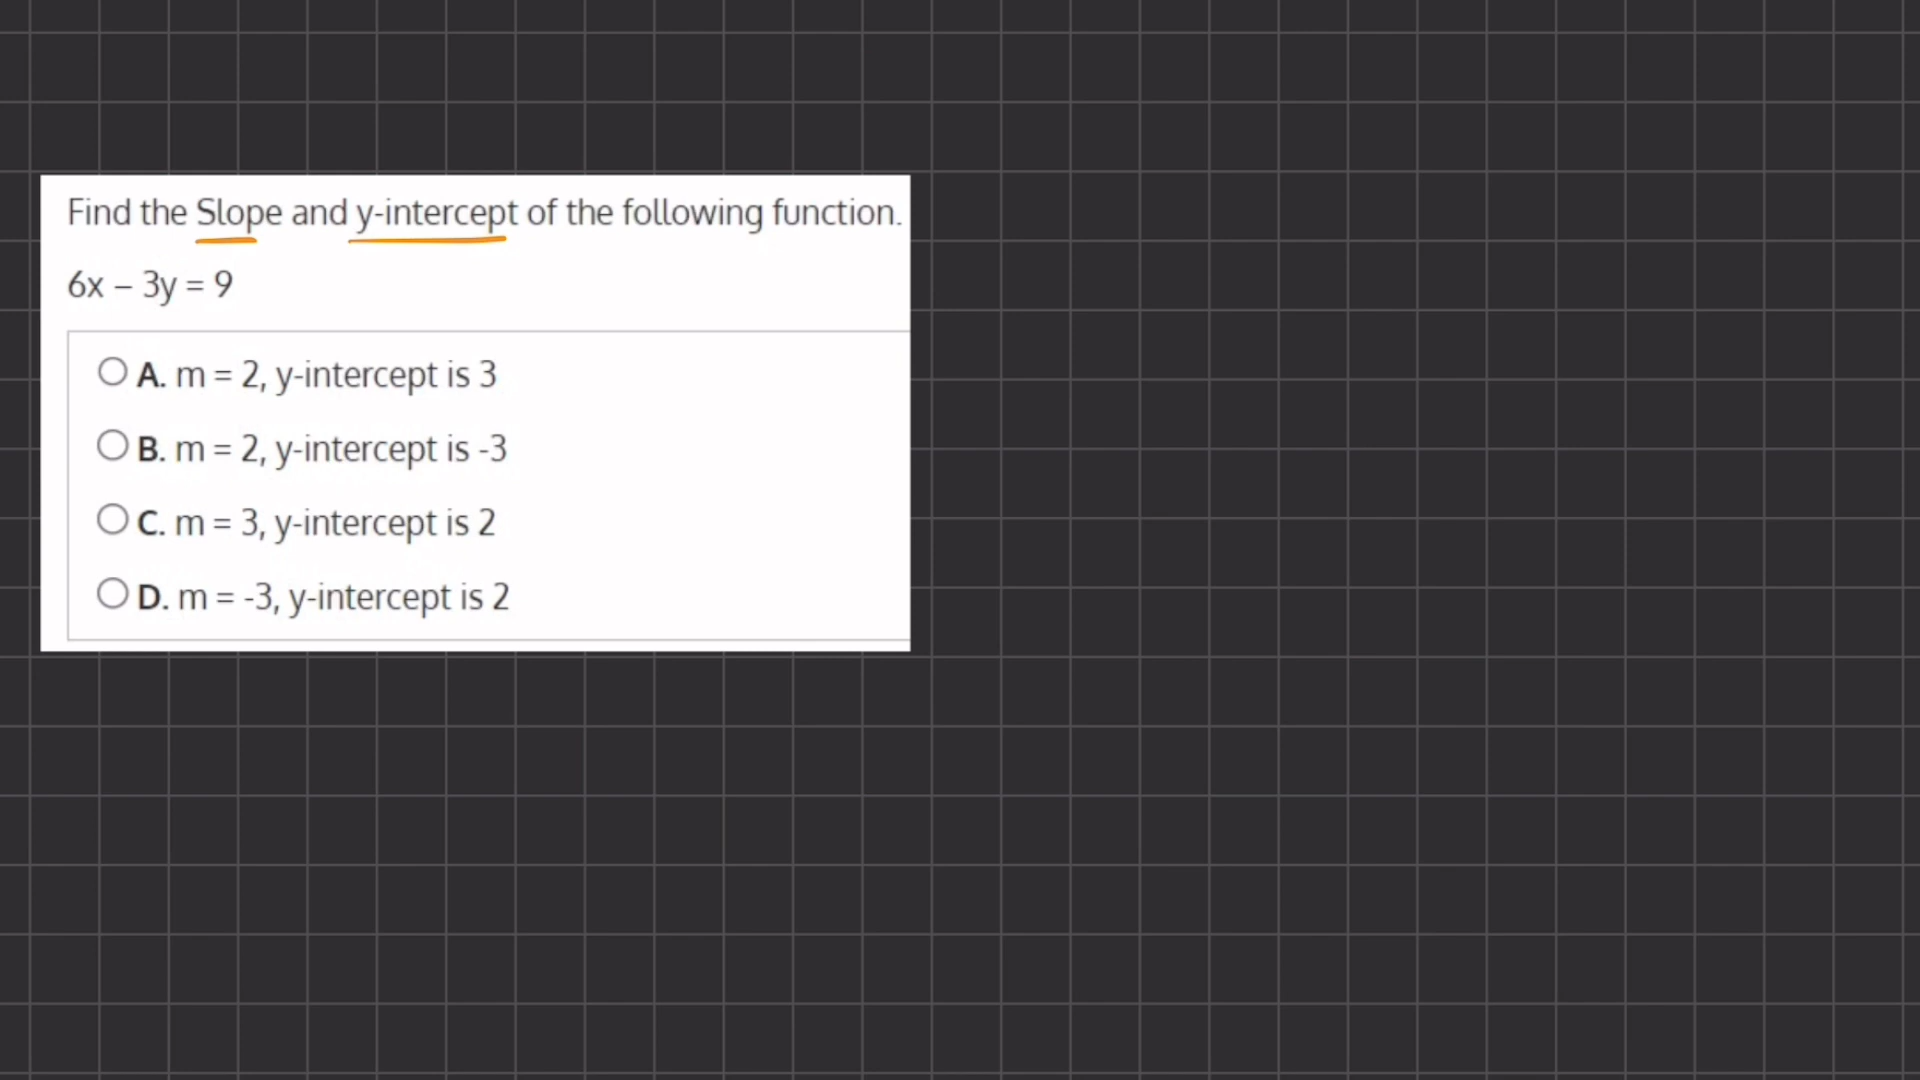 Find the Slope and y-intercept of the following function.
6x – 3y = 9
A. m = 2, y-intercept is 3
B. m = 2, y-intercept is -3
C. m = 3, y-intercept is 2
D. m = -3, y-intercept is 2